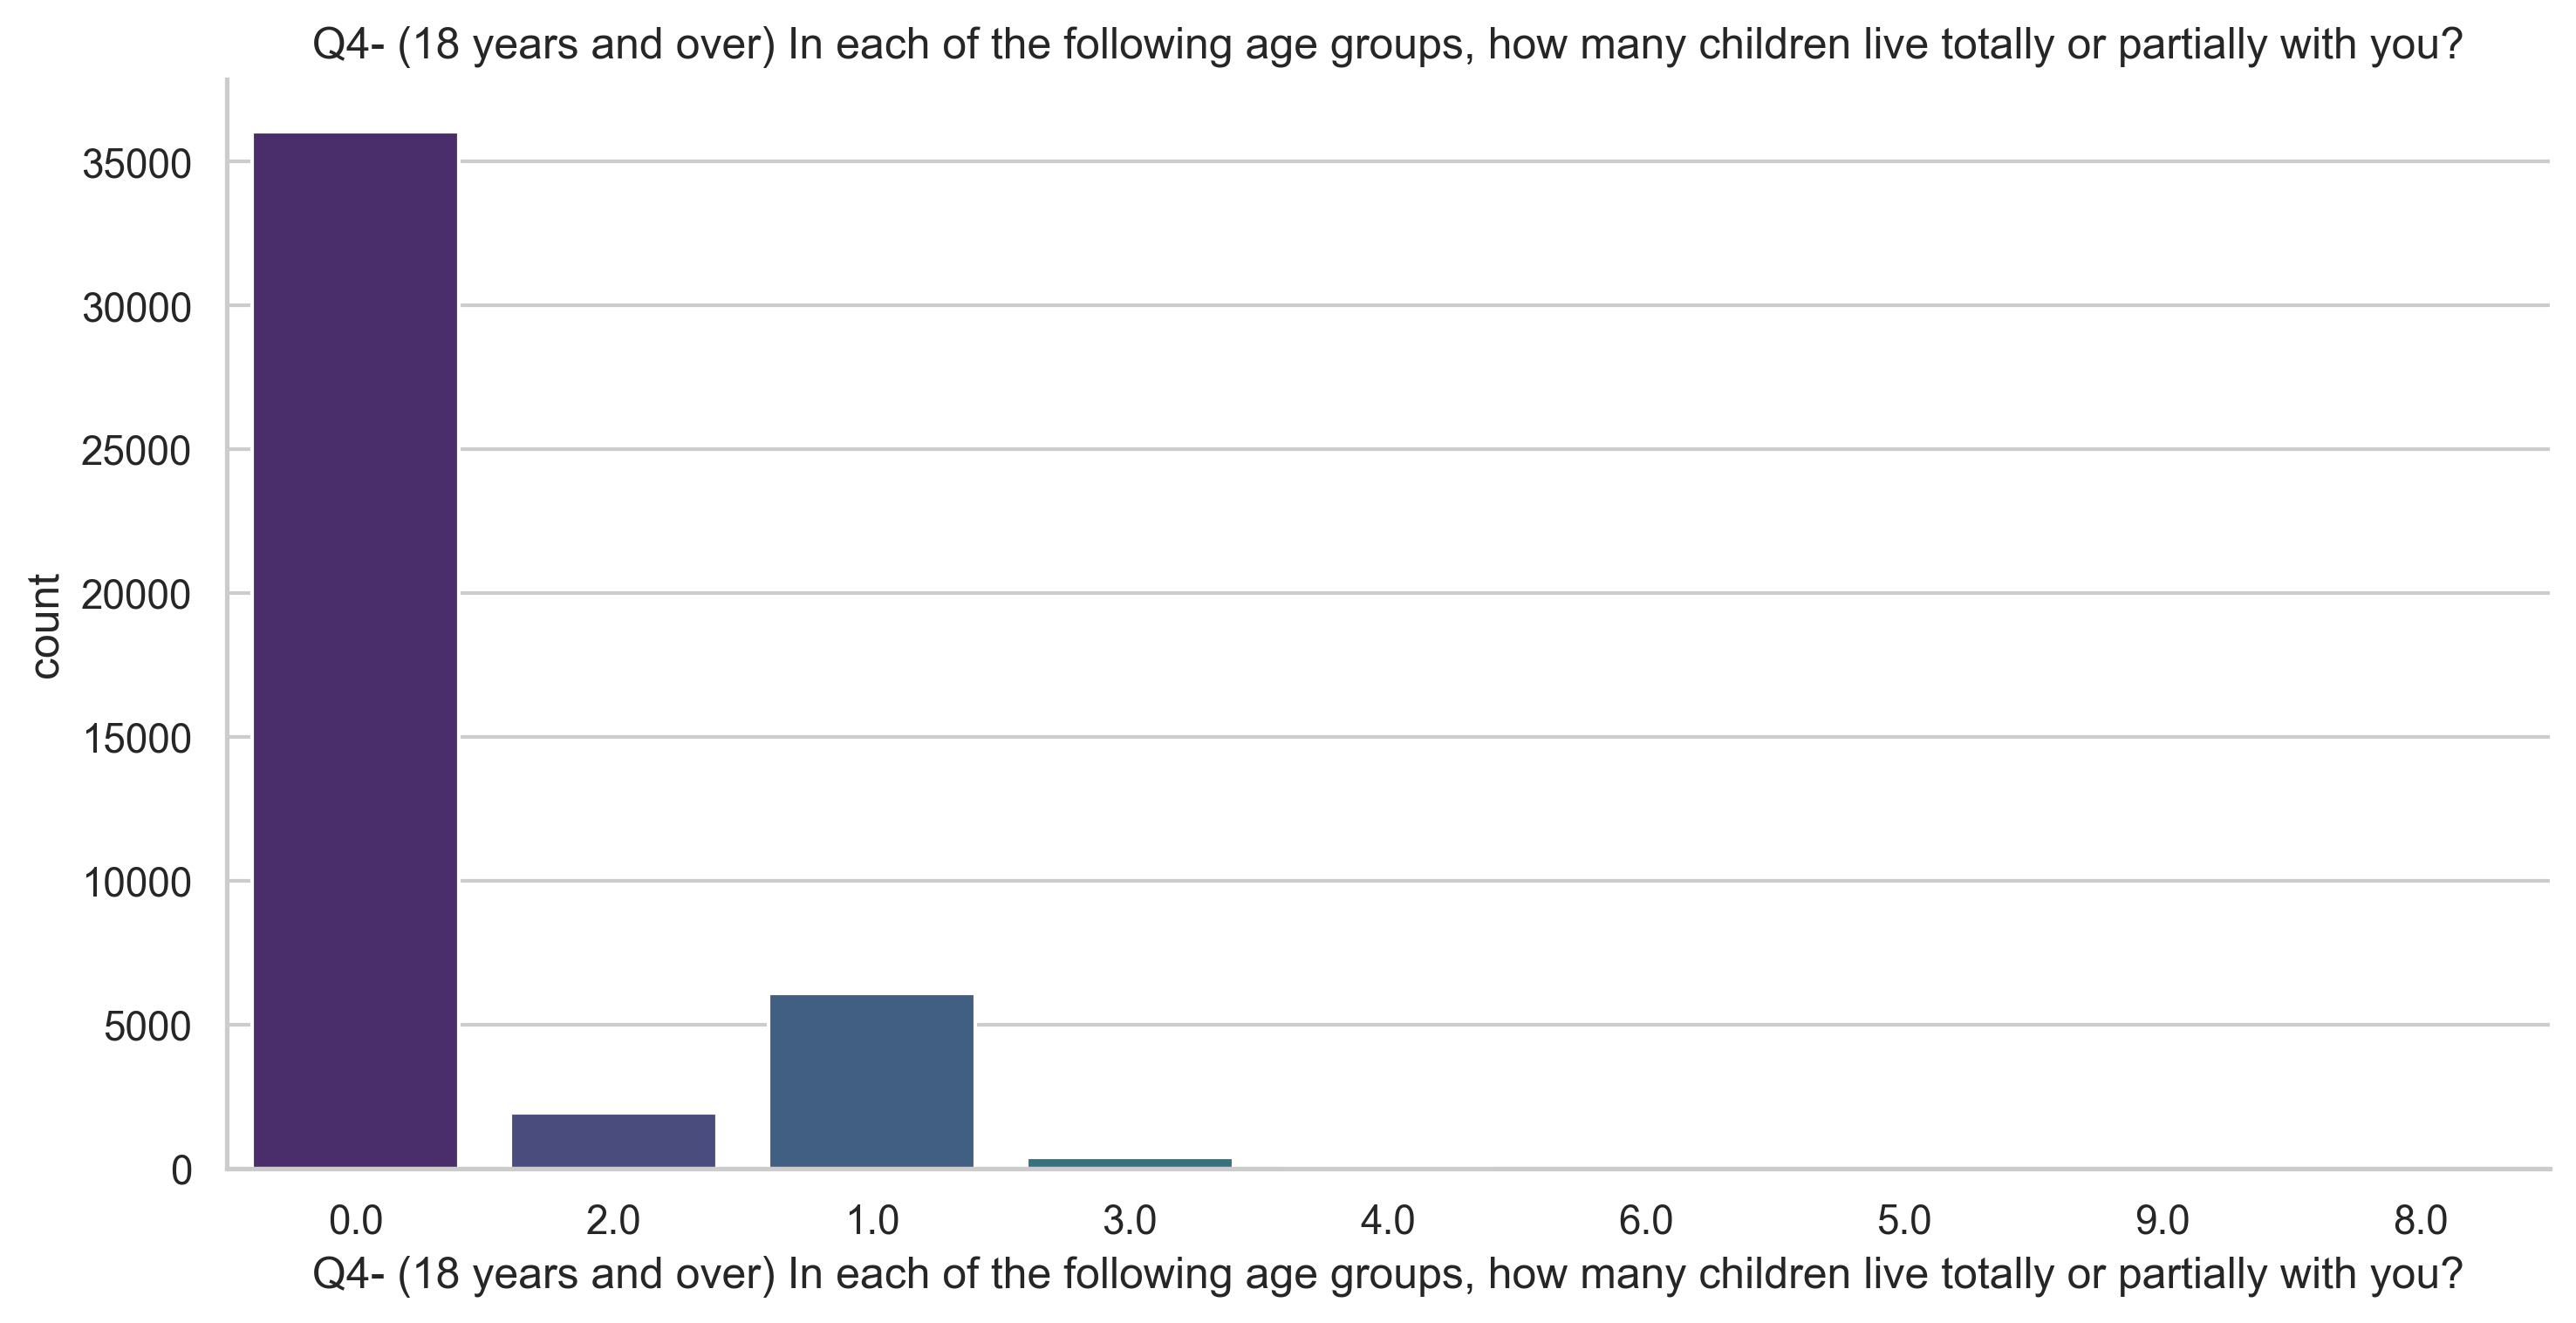 Q4- (18 years and over) In each of the following age groups, how many children live totally or partially with you?
35000
30000
25000
20000
15000
10000
5000
0
count
0.0 2.0 1.0 3.0 4.0 6.0 5.0 9.0 8.0
Q4- (18 years and over) In each of the following age groups, how many children live totally or partially with you?